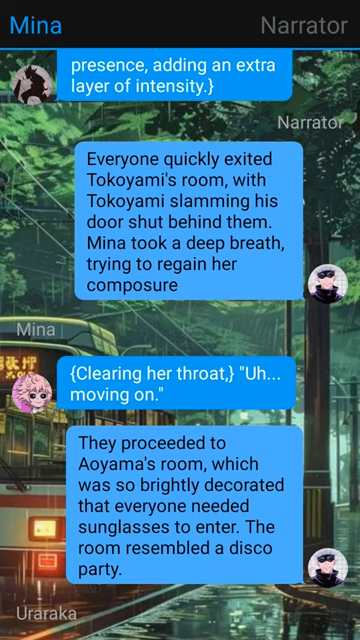 Mina
Narrator
presence, adding an extra
layer of intensity.}
Narrator
Everyone quickly exited
Tokoyami's room, with
Tokoyami slamming his
door shut behind them.
Mina took a deep breath,
trying to regain her
composure
Mina
{Clearing her throat,} "Uh...
moving on."
They proceeded to
Aoyama's room, which
was so brightly decorated
that everyone needed
sunglasses to enter. The
room resembled a disco
party.
Uraraka